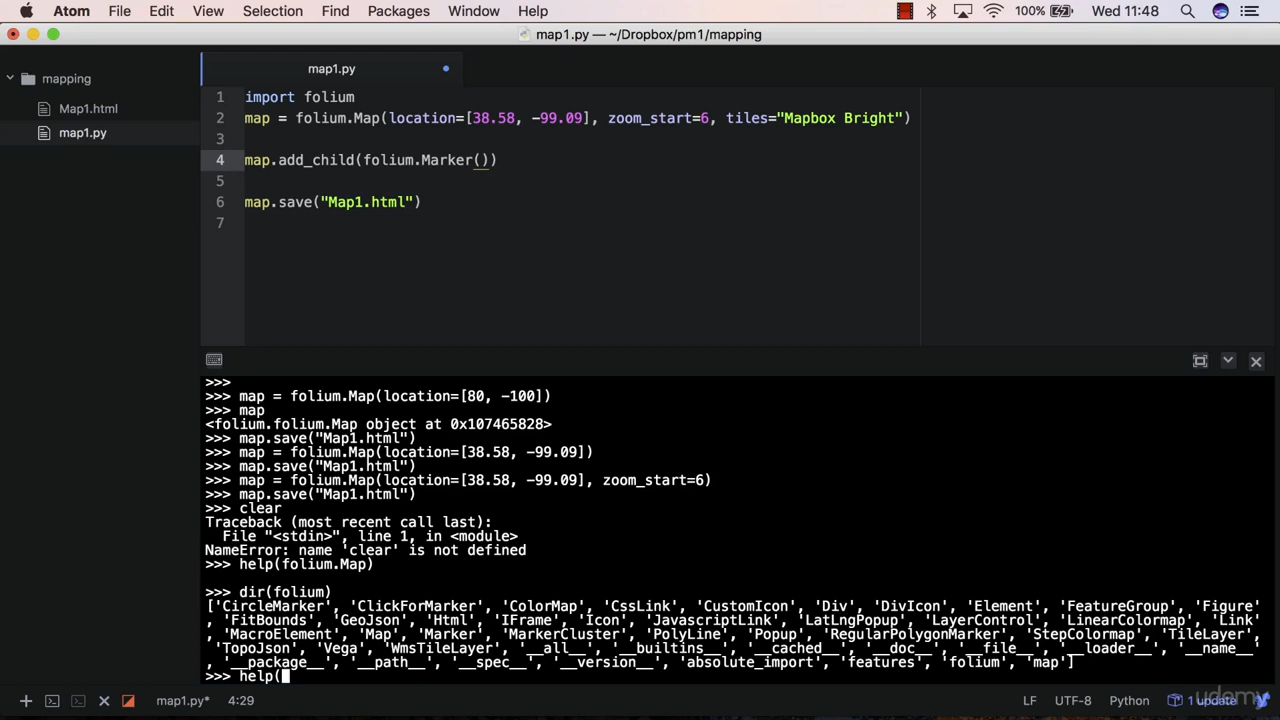 Atom File Edit View Selection Find Packages Window Help 100% Wed 11:48
map1.py — ~/Dropbox/pm1/mapping
mapping
Map1.html
map1.py
map1.py
1 import folium
2 map = folium.Map(location=[38.58, -99.09], zoom_start=6, tiles="Mapbox Bright")
3
4 map.add_child(folium.Marker())
5
6 map.save("Map1.html")
7
>>>
>>> map = folium.Map(location=[80, -100])
>>> map
<folium.folium.Map object at 0x107465828>
>>> map.save("Map1.html")
>>> map = folium.Map(location=[38.58, -99.09])
>>> map.save("Map1.html")
>>> map = folium.Map(location=[38.58, -99.09], zoom_start=6)
>>> map.save("Map1.html")
>>> clear
Traceback (most recent call last):
File "<stdin>", line 1, in <module>
NameError: name 'clear' is not defined
>>> help(folium.Map)
>>> dir(folium)
['CircleMarker', 'ClickForMarker', 'ColorMap', 'CssLink', 'CustomIcon', 'Div', 'DivIcon', 'Element', 'FeatureGroup', 'Figure'
, 'FitBounds', 'GeoJson', 'Html', 'IFrame', 'Icon', 'JavascriptLink', 'LatLngPopup', 'LayerControl', 'LinearColormap', 'Link'
, 'MacroElement', 'Map', 'Marker', 'MarkerCluster', 'PolyLine', 'Popup', 'RegularPolygonMarker', 'StepColormap', 'TileLayer',
'TopoJson', 'Vega', 'WmsTileLayer', '__all__', '__builtins__', '__cached__', '__doc__', '__file__', '__loader__', '__name__'
, '__package__', '__path__', '__spec__', '__version__', 'absolute_import', 'features', 'folium', 'map']
>>> help(
map1.py* 4:29 LF UTF-8 Python 1 update
udemy